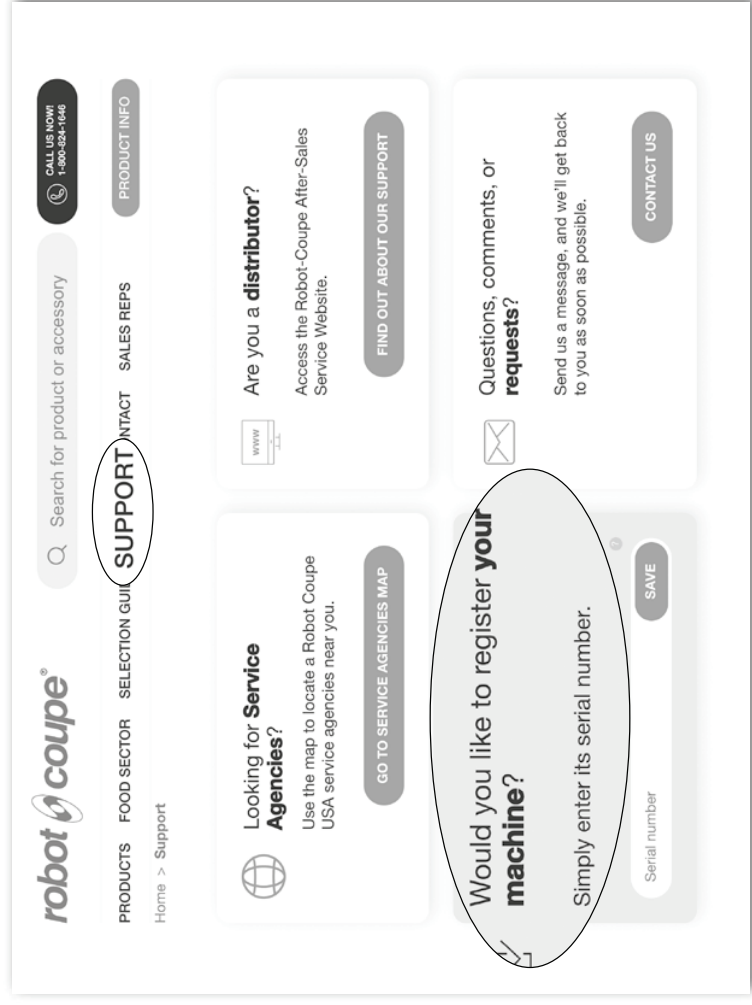 robot coupe®
Search for product or accessory
CALL US NOW!
1-800-824-1646
PRODUCTS FOOD SECTOR SELECTION GUI SUPPORT NTACT SALES REPS PRODUCT INFO
Home > Support
Looking for Service
Agencies?
Use the map to locate a Robot Coupe
USA service agencies near you.
GO TO SERVICE AGENCIES MAP
www
Are you a distributor?
Access the Robot-Coupe After-Sales
Service Website.
FIND OUT ABOUT OUR SUPPORT
Would you like to register your
machine?
Simply enter its serial number.
?
Serial number
SAVE
Questions, comments, or
requests?
Send us a message, and we'll get back
to you as soon as possible.
CONTACT US